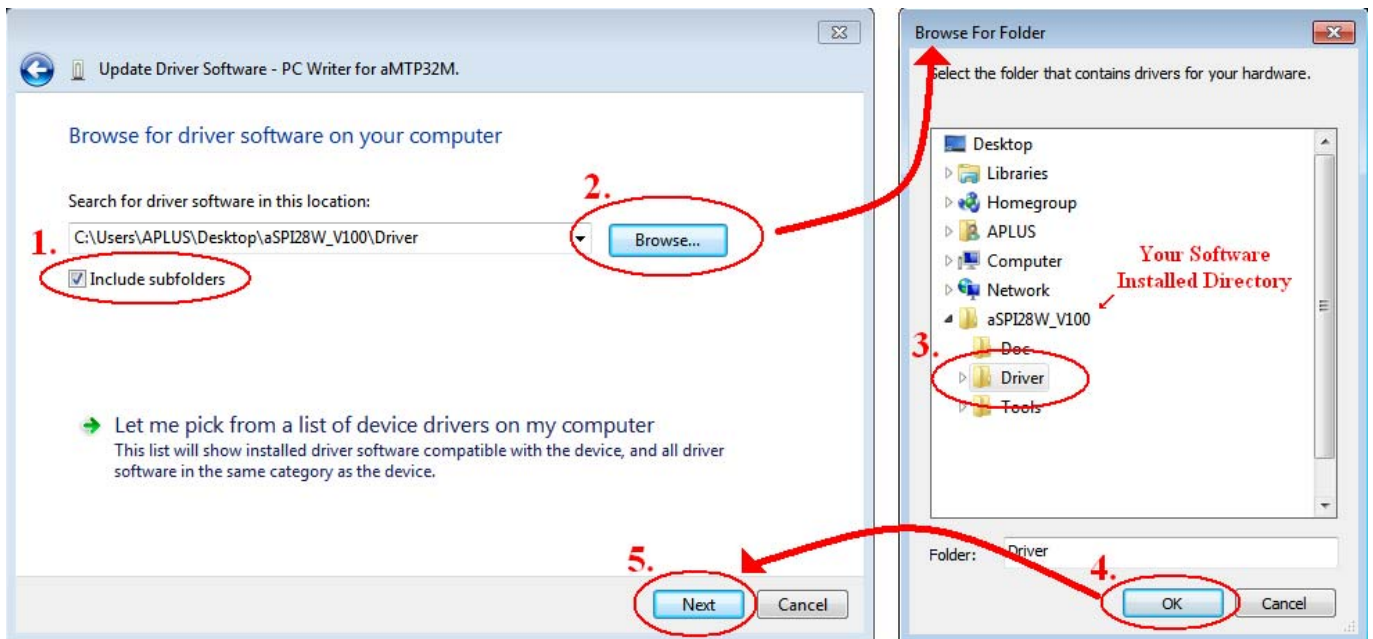 Update Driver Software - PC Writer for aMTP32M.
Browse for driver software on your computer
Search for driver software in this location:
2.
1.
C:\Users\APLUS\Desktop\aSPI28W_V100\Driver
Browse...
Include subfolders
Let me pick from a list of device drivers on my computer
This list will show installed driver software compatible with the device, and all driver
software in the same category as the device.
5.
Next
Cancel
Browse For Folder
Select the folder that contains drivers for your hardware.
Desktop
Libraries
Homegroup
APLUS
Computer
Network
Your Software
Installed Directory
aSPI28W_V100
3.
Doc
Driver
Tools
Folder:
Driver
4.
OK
Cancel